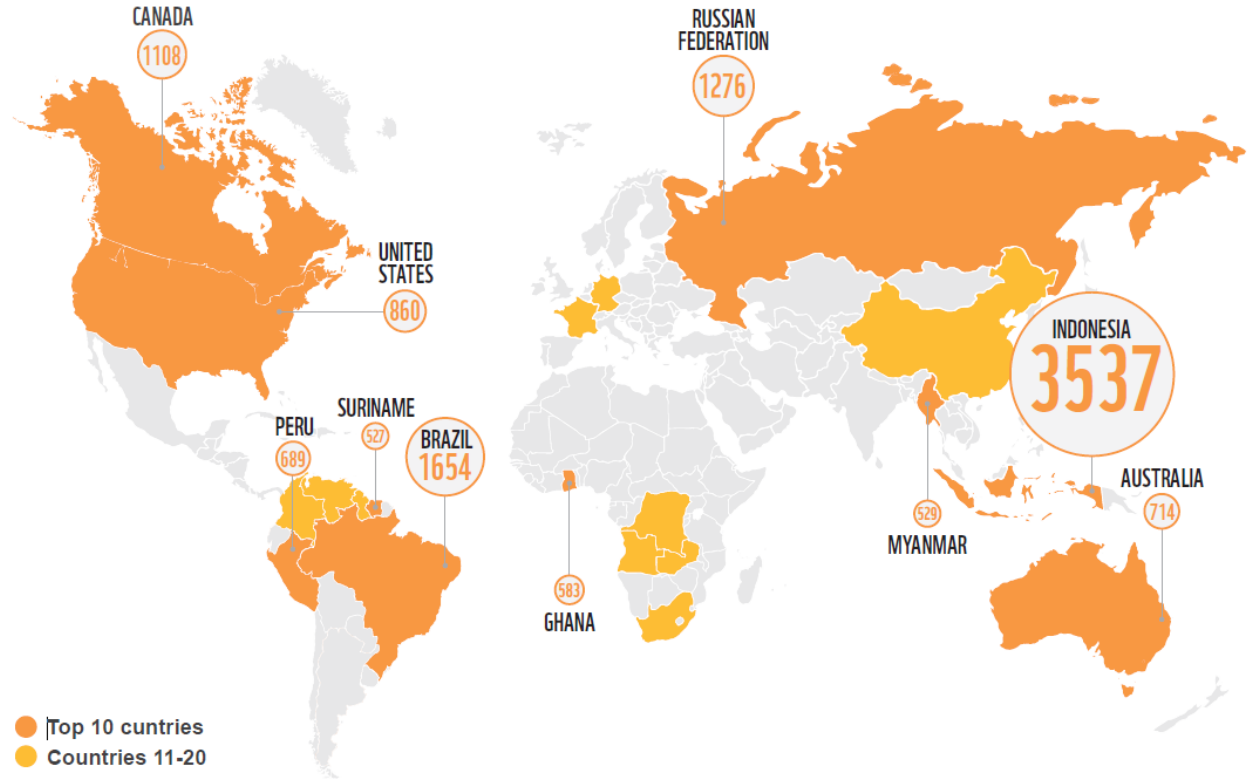 CANADA
1108
RUSSIAN
FEDERATION
1276
UNITED
STATES
860
INDONESIA
3537
PERU
689
SURINAME
527
BRAZIL
1654
AUSTRALIA
714
529
MYANMAR
583
GHANA
Top 10 cuntries
Countries 11-20